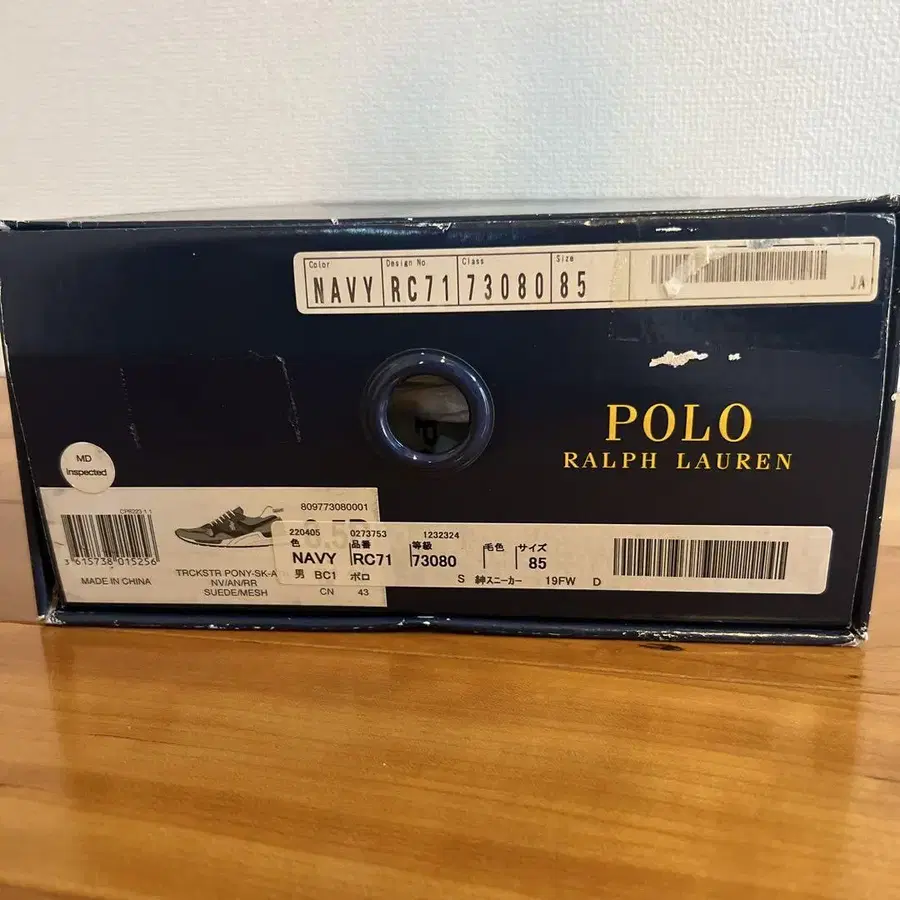 Color Design No Class Size
NAVY RC71 73080 85
JA
POLO
RALPH LAUREN
MD
Inspected
809773080001
3 615738 015256
MADE IN CHINA
TRCKSTR PONY-SK-A
NV/AN/RR
SUEDE/MESH
220405 0273753 1232324
色 品番 等級 毛色 サイズ
NAVY RC71 73080 85
男 BC1 ポロ S 紳スニーカー 19FW D
CN 43